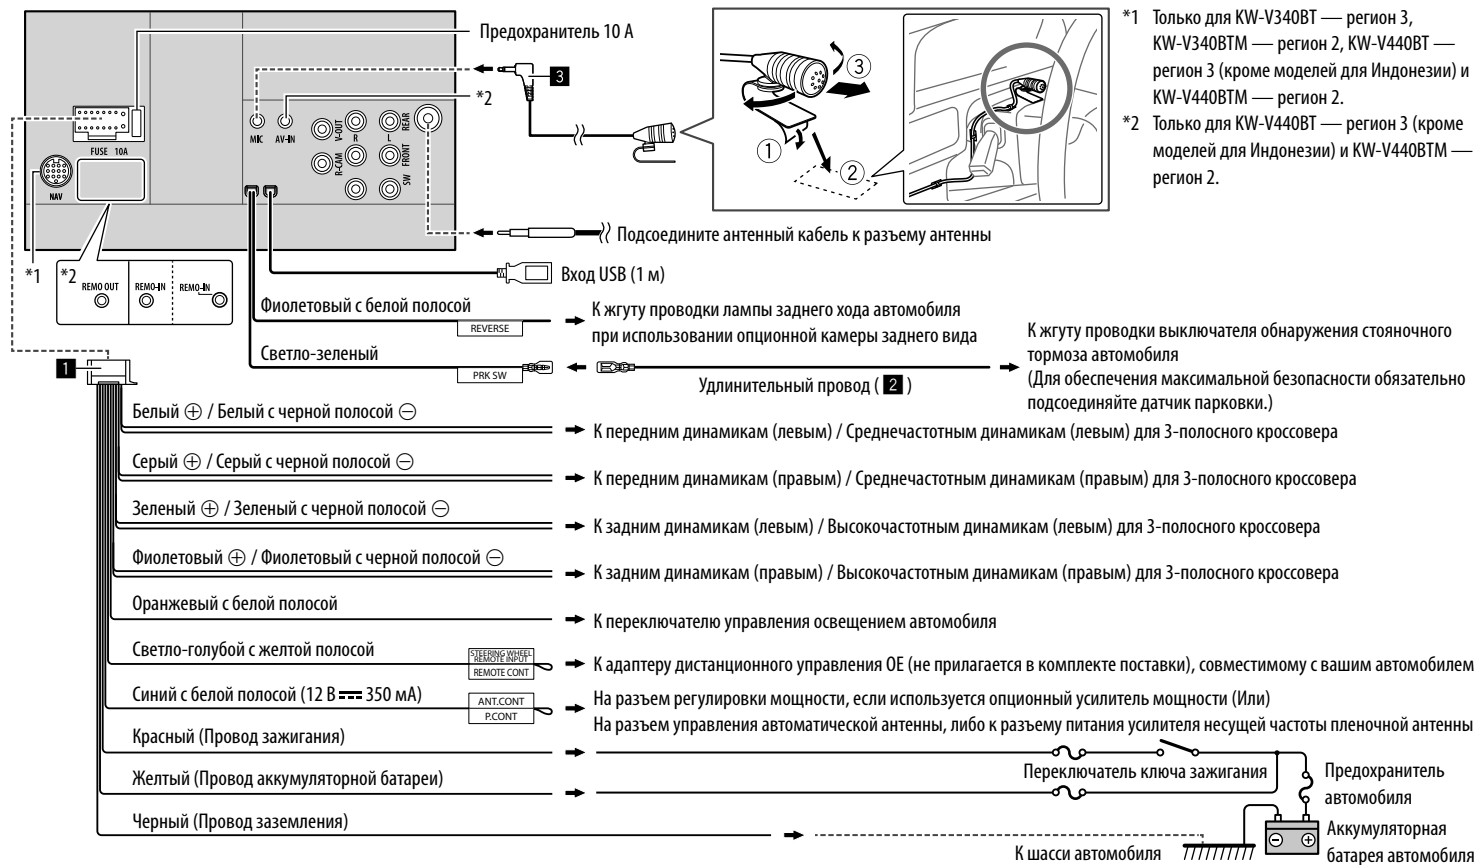 Предохранитель 10 A
3
*2
MIC
AV-IN
V-OUT
R-CAM
R
L
REAR
FRONT
SW
L
FUSE 10A
NAV
*1
*2
REMO OUT
REMO-IN
REMO-IN
1
2
3
*1 Только для KW-V340BT — регион 3,
KW-V340BTM — регион 2, KW-V440BT —
регион 3 (кроме моделей для Индонезии) и
KW-V440BTM — регион 2.
*2 Только для KW-V440BT — регион 3 (кроме
моделей для Индонезии) и KW-V440BTM —
регион 2.
Подсоедините антенный кабель к разъему антенны
Вход USB (1 м)
Фиолетовый с белой полосой
REVERSE
К жгуту проводки лампы заднего хода автомобиля
при использовании опционной камеры заднего вида
Светло-зеленый
PRK SW
Удлинительный провод ( 2 )
К жгуту проводки выключателя обнаружения стояночного
тормоза автомобиля
(Для обеспечения максимальной безопасности обязательно
подсоединяйте датчик парковки.)
1
Белый ⊕ / Белый с черной полосой ⊖
К передним динамикам (левым) / Среднечастотным динамикам (левым) для 3-полосного кроссовера
Серый ⊕ / Серый с черной полосой ⊖
К передним динамикам (правым) / Среднечастотным динамикам (правым) для 3-полосного кроссовера
Зеленый ⊕ / Зеленый с черной полосой ⊖
К задним динамикам (левым) / Высокочастотным динамикам (левым) для 3-полосного кроссовера
Фиолетовый ⊕ / Фиолетовый с черной полосой ⊖
К задним динамикам (правым) / Высокочастотным динамикам (правым) для 3-полосного кроссовера
Оранжевый с белой полосой
К переключателю управления освещением автомобиля
Светло-голубой с желтой полосой
STEERING WHEEL
REMOTE INPUT
REMOTE CONT
К адаптеру дистанционного управления OE (не прилагается в комплекте поставки), совместимому с вашим автомобилем
Синий с белой полосой (12 В ⎓ 350 мА)
ANT.CONT
P.CONT
На разъем регулировки мощности, если используется опционный усилитель мощности (Или)
На разъем управления автоматической антенны, либо к разъему питания усилителя несущей частоты пленочной антенны
Красный (Провод зажигания)
Переключатель ключа зажигания
Желтый (Провод аккумуляторной батареи)
Предохранитель
автомобиля
Черный (Провод заземления)
К шасси автомобиля
⊖ ⊕
Аккумуляторная
батарея автомобиля